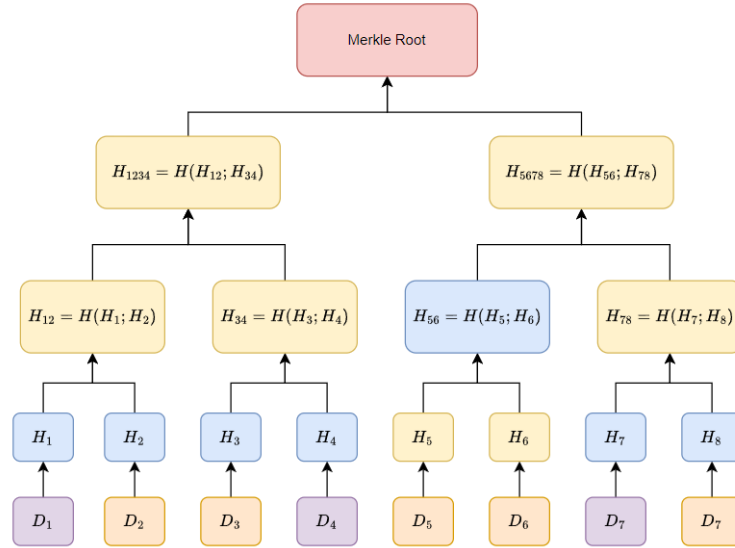 Merkle Root
H₁₂₃₄ = H(H₁₂; H₃₄)
H₅₆₇₈ = H(H₅₆; H₇₈)
H₁₂ = H(H₁; H₂)
H₃₄ = H(H₃; H₄)
H₅₆ = H(H₅; H₆)
H₇₈ = H(H₇; H₈)
H₁
H₂
H₃
H₄
H₅
H₆
H₇
H₈
D₁
D₂
D₃
D₄
D₅
D₆
D₇
D₇